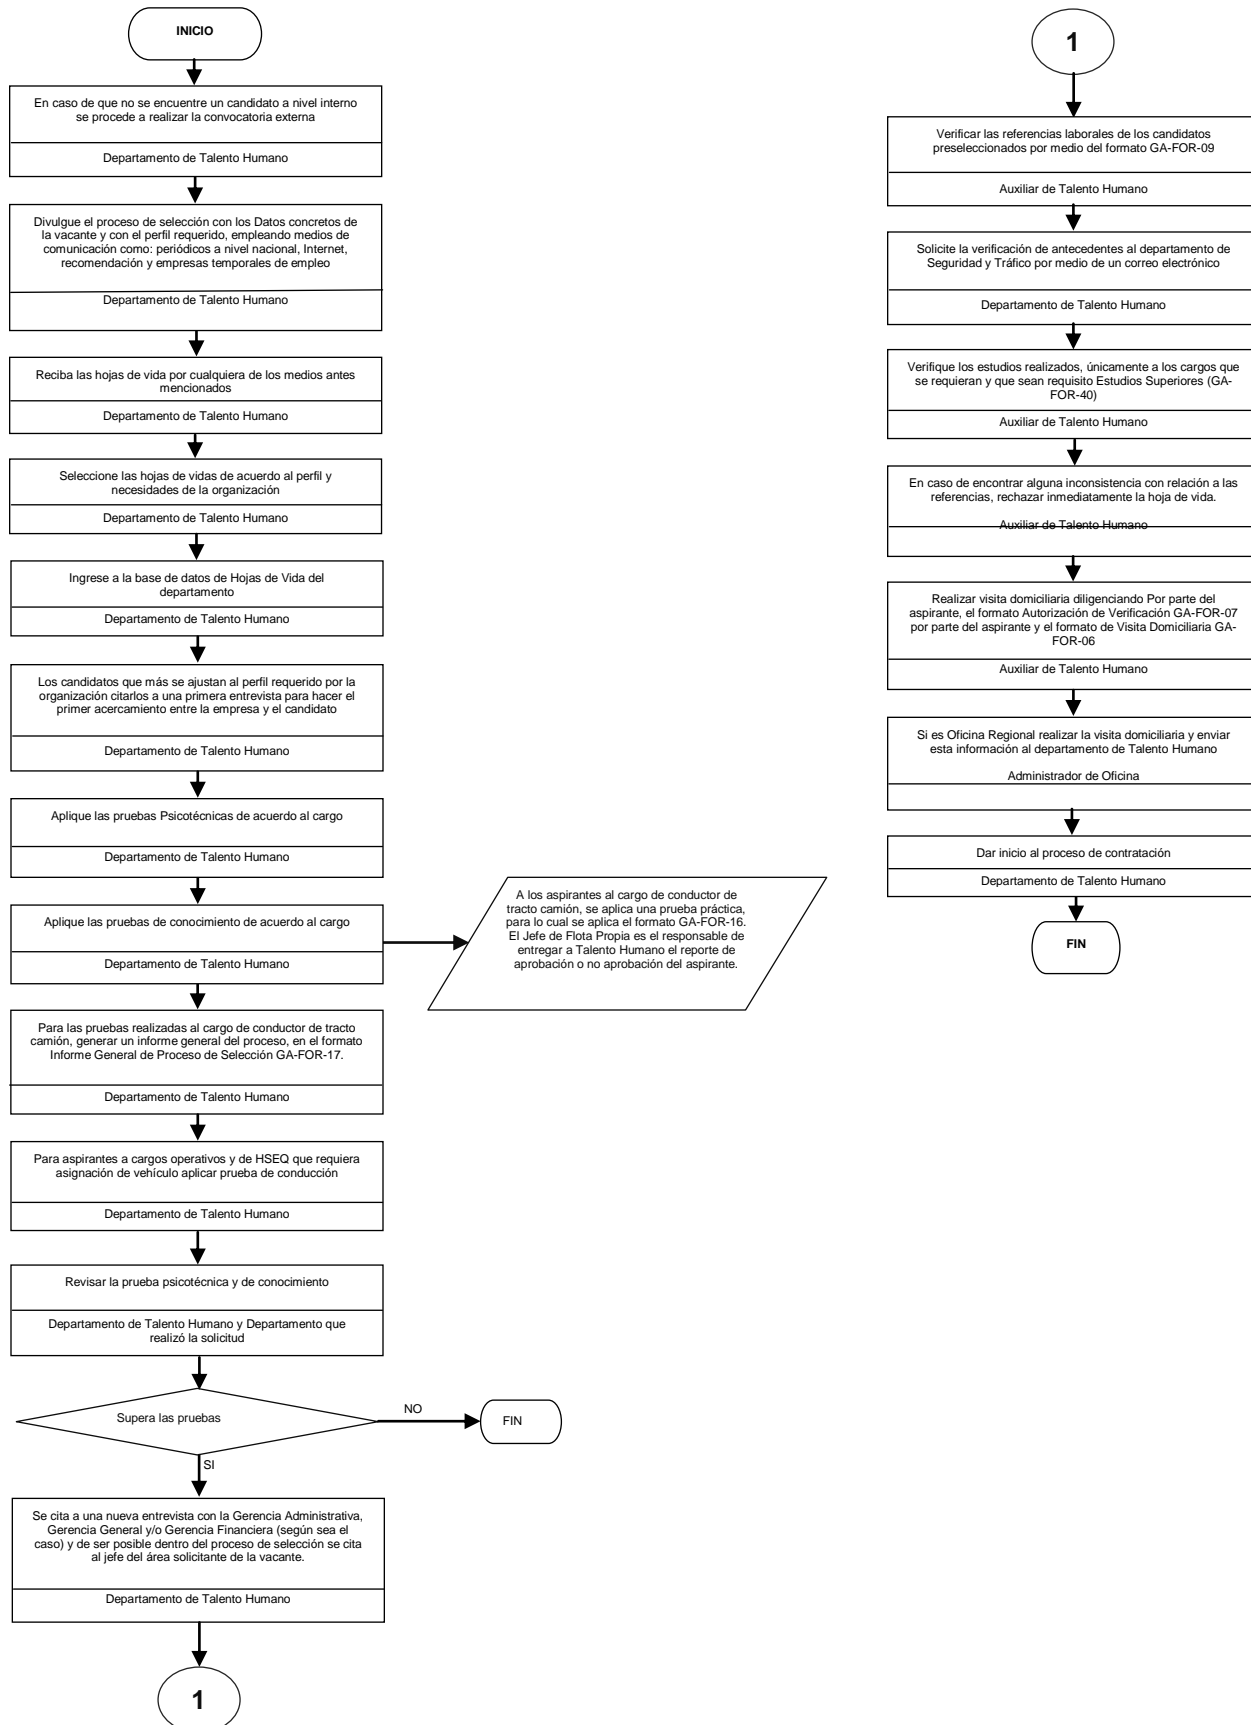 INICIO
En caso de que no se encuentre un candidato a nivel interno
se procede a realizar la convocatoria externa
Departamento de Talento Humano
Divulgue el proceso de selección con los Datos concretos de
la vacante y con el perfil requerido, empleando medios de
comunicación como: periódicos a nivel nacional, Internet,
recomendación y empresas temporales de empleo
Departamento de Talento Humano
Reciba las hojas de vida por cualquiera de los medios antes
mencionados
Departamento de Talento Humano
Seleccione las hojas de vidas de acuerdo al perfil y
necesidades de la organización
Departamento de Talento Humano
Ingrese a la base de datos de Hojas de Vida del
departamento
Departamento de Talento Humano
Los candidatos que más se ajustan al perfil requerido por la
organización citarlos a una primera entrevista para hacer el
primer acercamiento entre la empresa y el candidato
Departamento de Talento Humano
Aplique las pruebas Psicotécnicas de acuerdo al cargo
Departamento de Talento Humano
Aplique las pruebas de conocimiento de acuerdo al cargo
Departamento de Talento Humano
A los aspirantes al cargo de conductor de
tracto camión, se aplica una prueba práctica,
para lo cual se aplica el formato GA-FOR-16.
El Jefe de Flota Propia es el responsable de
entregar a Talento Humano el reporte de
aprobación o no aprobación del aspirante.
Para las pruebas realizadas al cargo de conductor de tracto
camión, generar un informe general del proceso, en el formato
Informe General de Proceso de Selección GA-FOR-17.
Departamento de Talento Humano
Para aspirantes a cargos operativos y de HSEQ que requiera
asignación de vehículo aplicar prueba de conducción
Departamento de Talento Humano
Revisar la prueba psicotécnica y de conocimiento
Departamento de Talento Humano y Departamento que
realizó la solicitud
Supera las pruebas
NO
FIN
SI
Se cita a una nueva entrevista con la Gerencia Administrativa,
Gerencia General y/o Gerencia Financiera (según sea el
caso) y de ser posible dentro del proceso de selección se cita
al jefe del área solicitante de la vacante.
Departamento de Talento Humano
1
1
Verificar las referencias laborales de los candidatos
preseleccionados por medio del formato GA-FOR-09
Auxiliar de Talento Humano
Solicite la verificación de antecedentes al departamento de
Seguridad y Tráfico por medio de un correo electrónico
Departamento de Talento Humano
Verifique los estudios realizados, únicamente a los cargos que
se requieran y que sean requisito Estudios Superiores (GA-
FOR-40)
Auxiliar de Talento Humano
En caso de encontrar alguna inconsistencia con relación a las
referencias, rechazar inmediatamente la hoja de vida.
Auxiliar de Talento Humano
Realizar visita domiciliaria diligenciando Por parte del
aspirante, el formato Autorización de Verificación GA-FOR-07
por parte del aspirante y el formato de Visita Domiciliaria GA-
FOR-06
Auxiliar de Talento Humano
Si es Oficina Regional realizar la visita domiciliaria y enviar
esta información al departamento de Talento Humano
Administrador de Oficina
Dar inicio al proceso de contratación
Departamento de Talento Humano
FIN